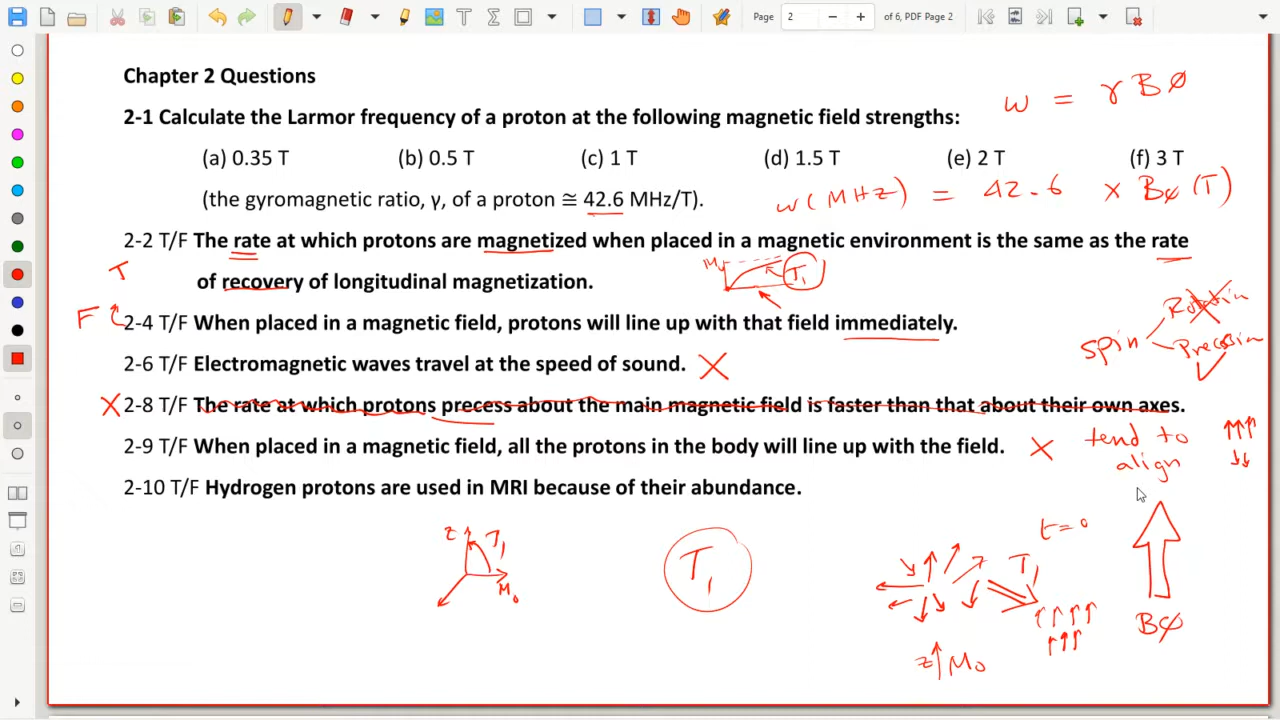 Page 2 of 6, PDF Page 2
Chapter 2 Questions
ω = γ BØ
2-1 Calculate the Larmor frequency of a proton at the following magnetic field strengths:
(a) 0.35 T (b) 0.5 T (c) 1 T (d) 1.5 T (e) 2 T (f) 3 T
(the gyromagnetic ratio, γ, of a proton ≅ 42.6 MHz/T).
ω (MHz) = 42.6 × BØ (T)
2-2 T/F The rate at which protons are magnetized when placed in a magnetic environment is the same as the rate
T
of recovery of longitudinal magnetization.
M
T1
F
2-4 T/F When placed in a magnetic field, protons will line up with that field immediately.
Spin
Precession
2-6 T/F Electromagnetic waves travel at the speed of sound. X
X 2-8 T/F The rate at which protons precess about the main magnetic field is faster than that about their own axes.
2-9 T/F When placed in a magnetic field, all the protons in the body will line up with the field. X
tend to
align
2-10 T/F Hydrogen protons are used in MRI because of their abundance.
Z T1
M0
T1
t=0
T1
BØ
Z M0